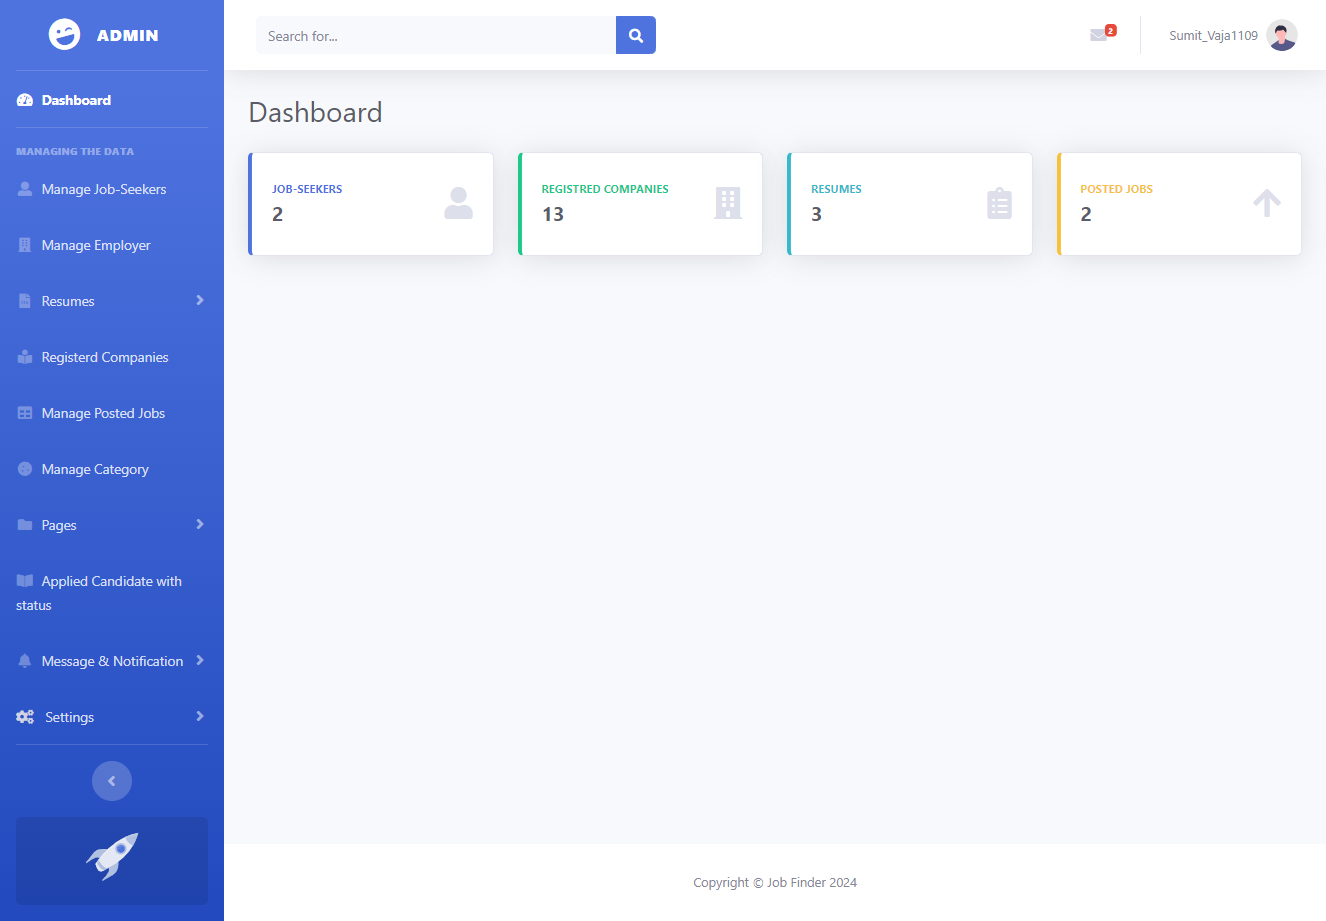 ADMIN
Dashboard
MANAGING THE DATA
Manage Job-Seekers
Manage Employer
Resumes
Registerd Companies
Manage Posted Jobs
Manage Category
Pages
Applied Candidate with
status
Message & Notification
Settings
Search for...
2
Sumit_Vaja1109
Dashboard
JOB-SEEKERS
2
REGISTRED COMPANIES
13
RESUMES
3
POSTED JOBS
2
Copyright © Job Finder 2024